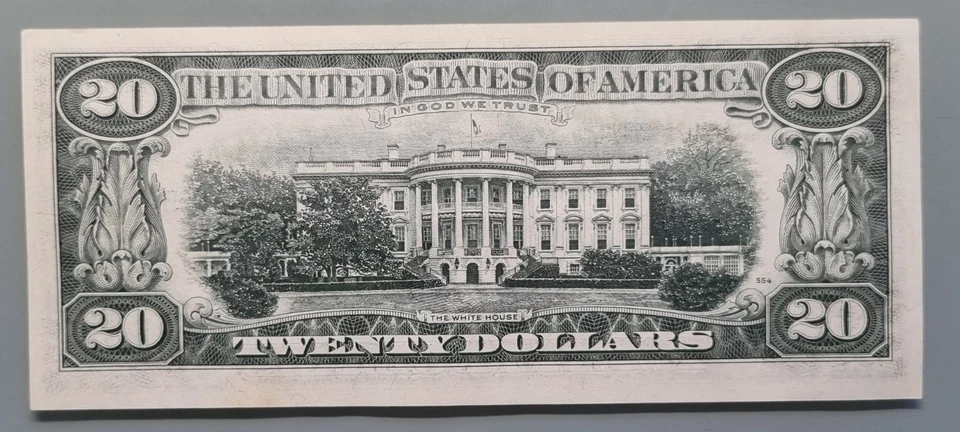 20 THE UNITED STATES OF AMERICA 20
IN GOD WE TRUST
554
THE WHITE HOUSE
20 TWENTY DOLLARS 20